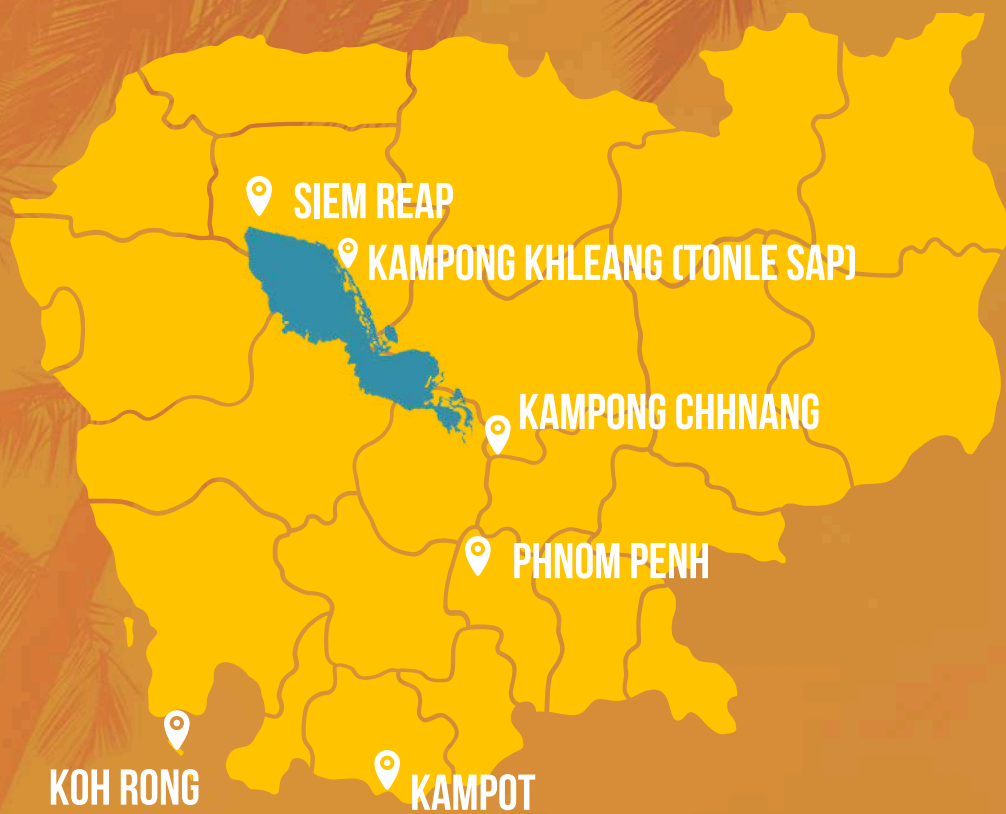 SIEM REAP
KAMPONG KHLEANG (TONLE SAP)
KAMPONG CHHNANG
PHNOM PENH
KOH RONG
KAMPOT